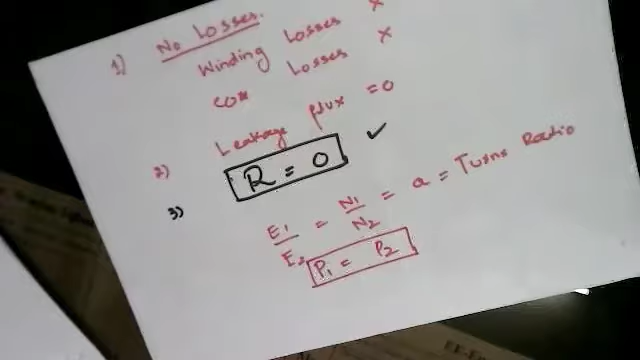 1) No Losses.
Winding Losses x
core Losses x
2) Leakage flux = 0
3) R = 0 ✓
E1/E2 = N1/N2 = a = Turns Ratio
P1 = P2